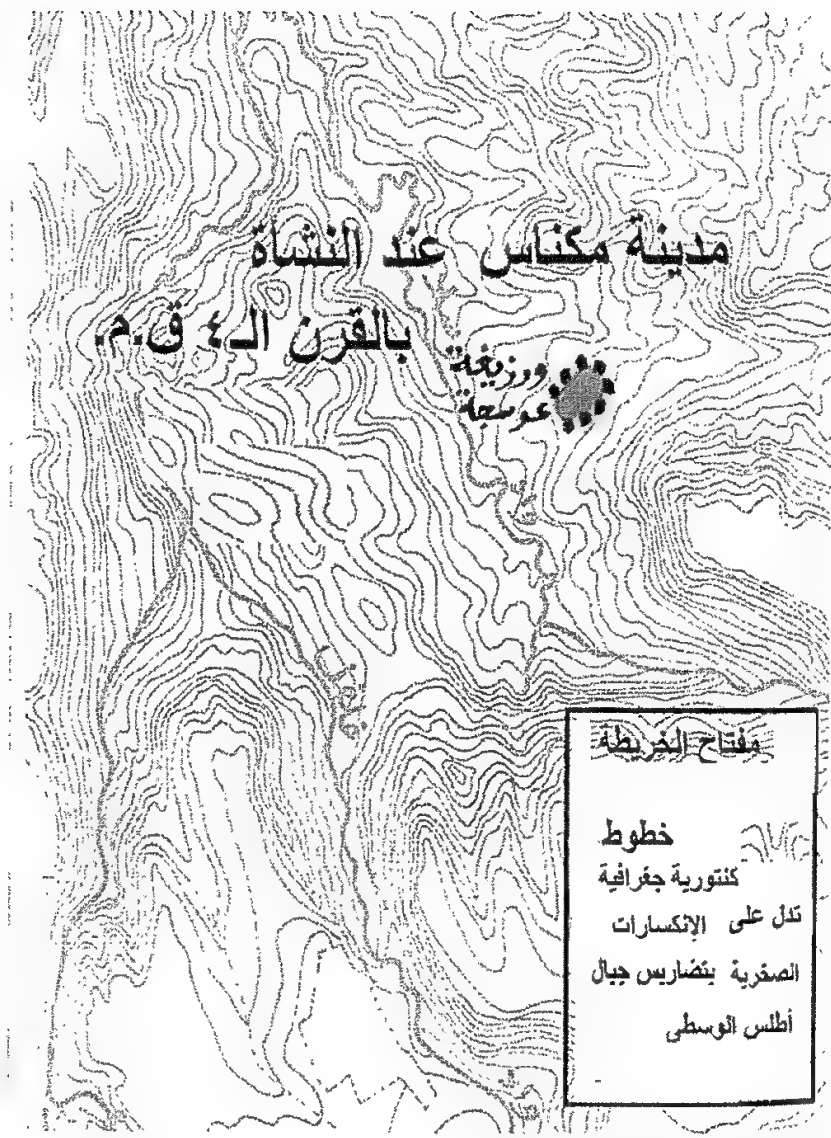 مدينة مكناس عند النشأة
بالقرن الـ٤ ق.م.
ورزيغة
عوسجة
مفتاح الخريطة
خطوط
كنتورية جغرافية
تدل على الإنكسارات
الصخرية بتضاريس جبال
أطلس الوسطى